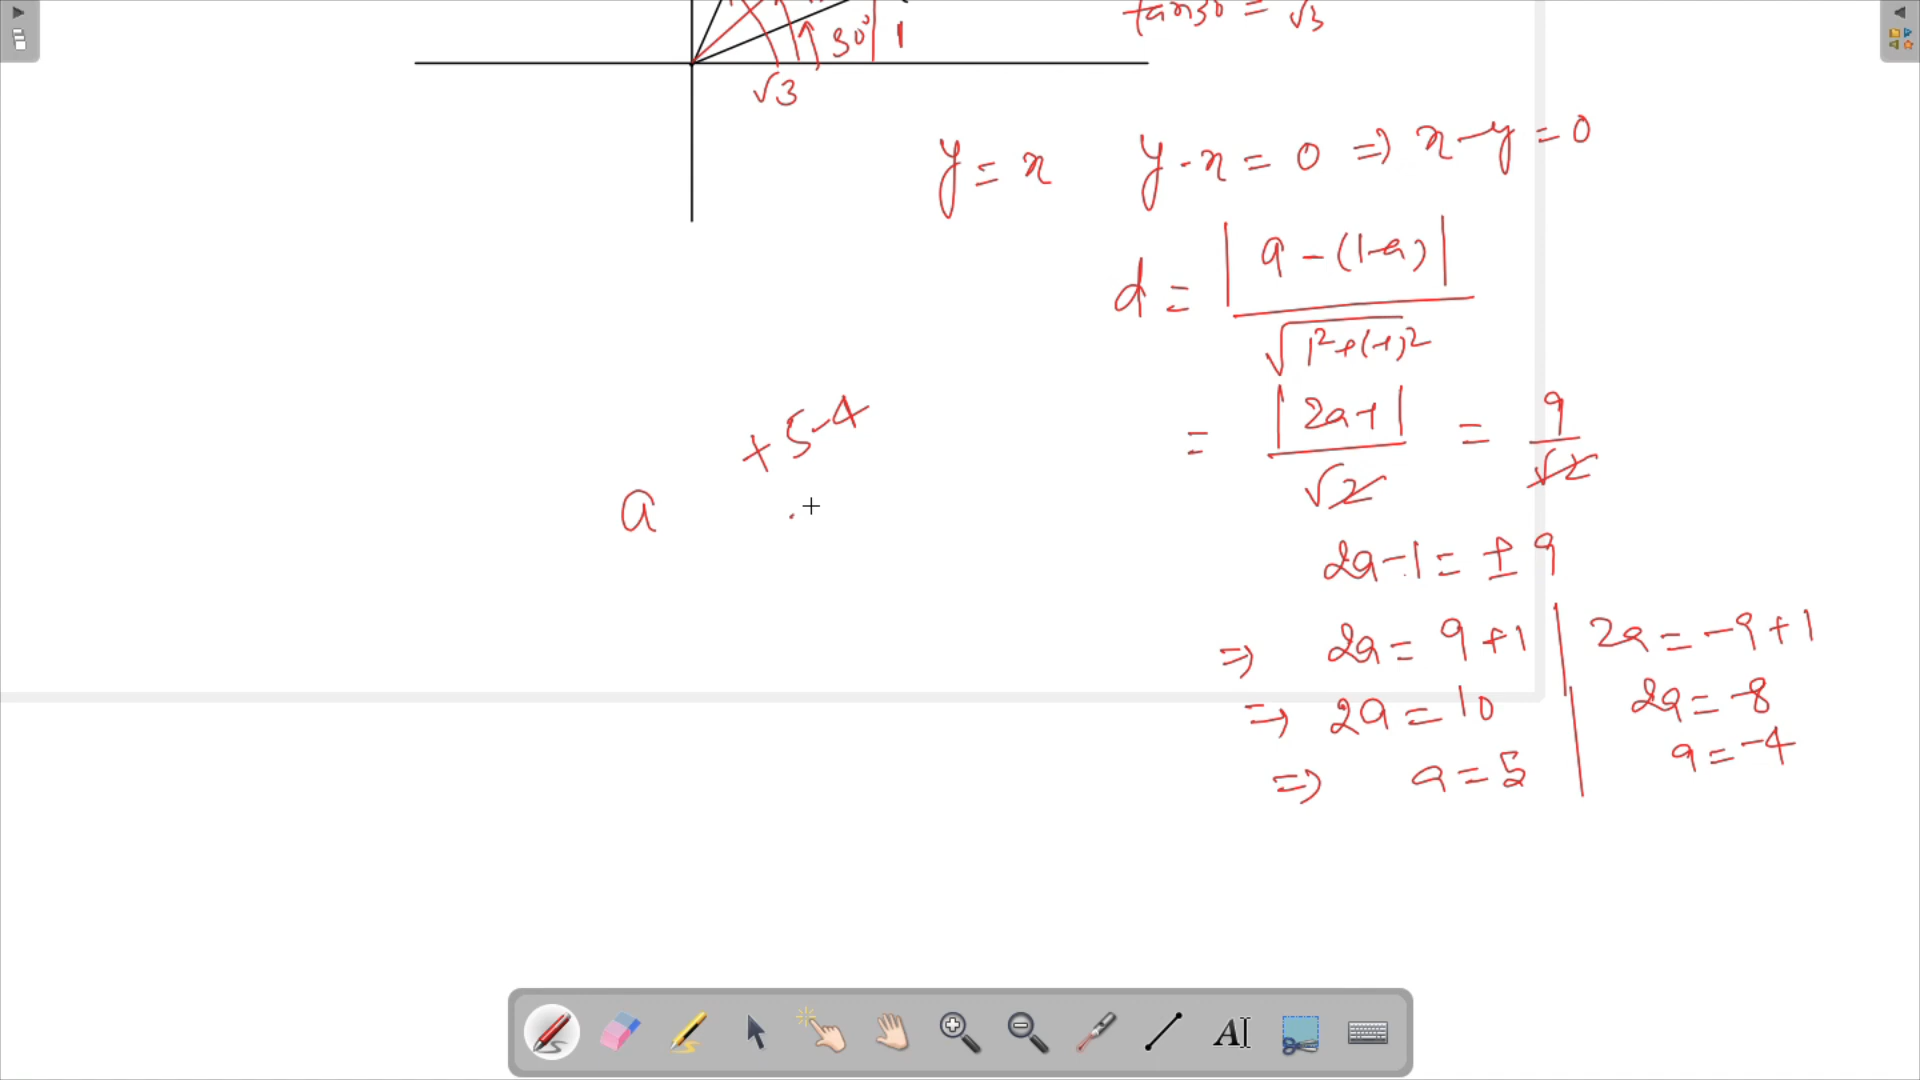 tan30 = √3
30° 1
√3
y = x y - x = 0 => x - y = 0
d = | a - (1-a) |
√1²+(-1)²
+5-4
= |2a-1| / √2 = 9 / √2
a
2a - 1 = ± 9
=> 2a = 9 + 1 | 2a = -9 + 1
=> 2a = 10 | 2a = -8
=> a = 5 | a = -4
AI